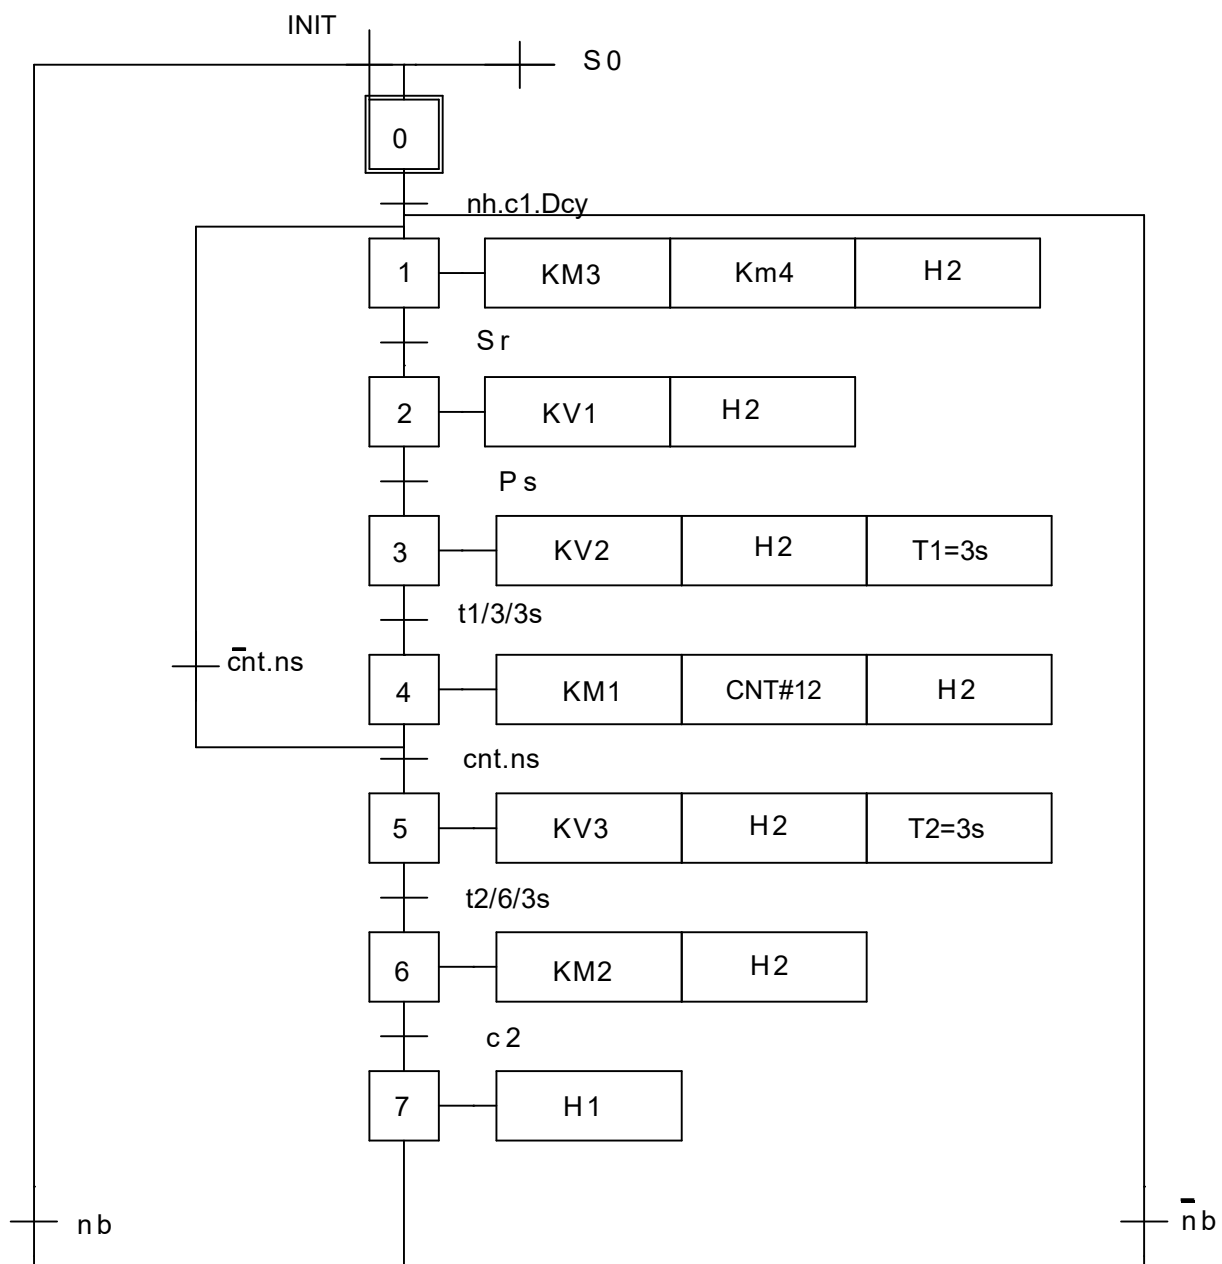 INIT
S0
0
nh.c1.Dcy
1 KM3 Km4 H2
Sr
2 KV1 H2
Ps
3 KV2 H2 T1=3s
t1/3/3s
c̅nt.ns
4 KM1 CNT#12 H2
cnt.ns
5 KV3 H2 T2=3s
t2/6/3s
6 KM2 H2
c2
7 H1
nb n̅b